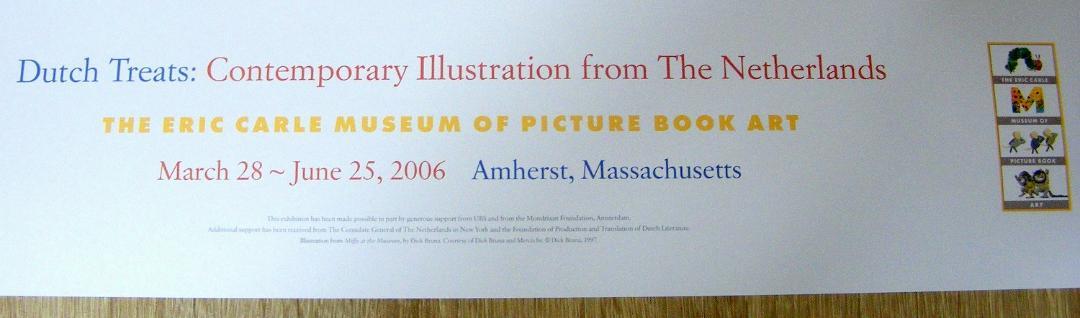 Dutch Treats: Contemporary Illustration from The Netherlands
THE ERIC CARLE MUSEUM OF PICTURE BOOK ART
March 28 ~ June 25, 2006 Amherst, Massachusetts
This exhibition has been made possible in part by generous support from UBS and from the Mondriaan Foundation, Amsterdam.
Additional support has been received from The Consulate General of The Netherlands in New York and the Foundation of Production and Translation of Dutch Literature.
Illustration from Miffy at the Museum, by Dick Bruna. Courtesy of Dick Bruna and Mercis bv. © Dick Bruna, 1997.
THE ERIC CARLE
M
MUSEUM OF
PICTURE BOOK
ART